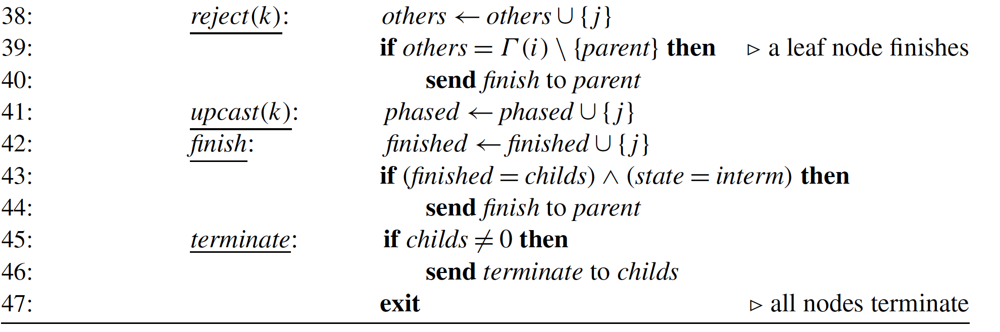 38: reject(k): others ← others ∪ {j}
39: if others = Γ(i) \ {parent} then ▷ a leaf node finishes
40: send finish to parent
41: upcast(k): phased ← phased ∪ {j}
42: finish: finished ← finished ∪ {j}
43: if (finished = childs) ∧ (state = interm) then
44: send finish to parent
45: terminate: if childs ≠ 0 then
46: send terminate to childs
47: exit ▷ all nodes terminate